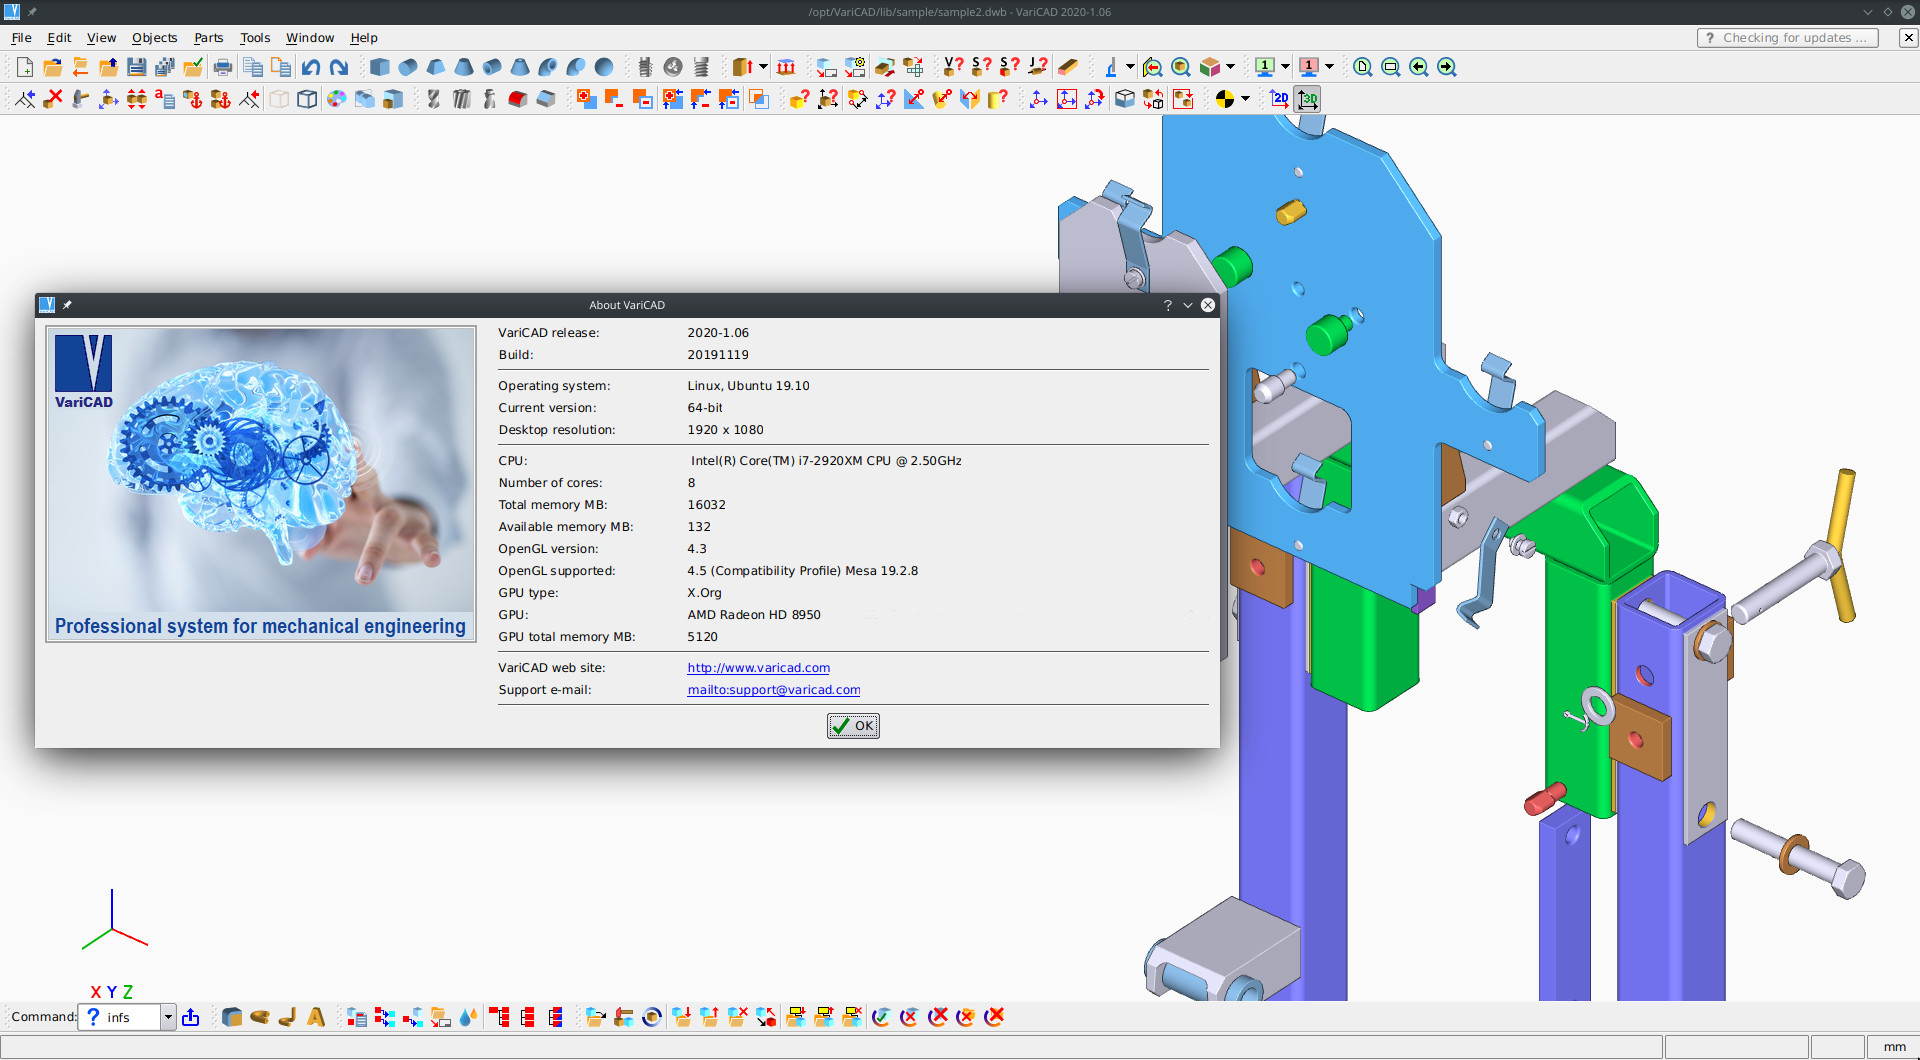 /opt/VariCAD/lib/sample/sample2.dwb - VariCAD 2020-1.06
File Edit View Objects Parts Tools Window Help
? Checking for updates ...
V? S? S? J?
1 1
2D 3D
About VariCAD
?
VariCAD
Professional system for mechanical engineering
VariCAD release: 2020-1.06
Build: 20191119
Operating system: Linux, Ubuntu 19.10
Current version: 64-bit
Desktop resolution: 1920 x 1080
CPU: Intel(R) Core(TM) i7-2920XM CPU @ 2.50GHz
Number of cores: 8
Total memory MB: 16032
Available memory MB: 132
OpenGL version: 4.3
OpenGL supported: 4.5 (Compatibility Profile) Mesa 19.2.8
GPU type: X.Org
GPU: AMD Radeon HD 8950
GPU total memory MB: 5120
VariCAD web site: http://www.varicad.com
Support e-mail: mailto:support@varicad.com
OK
X Y Z
Command: ? infs
mm